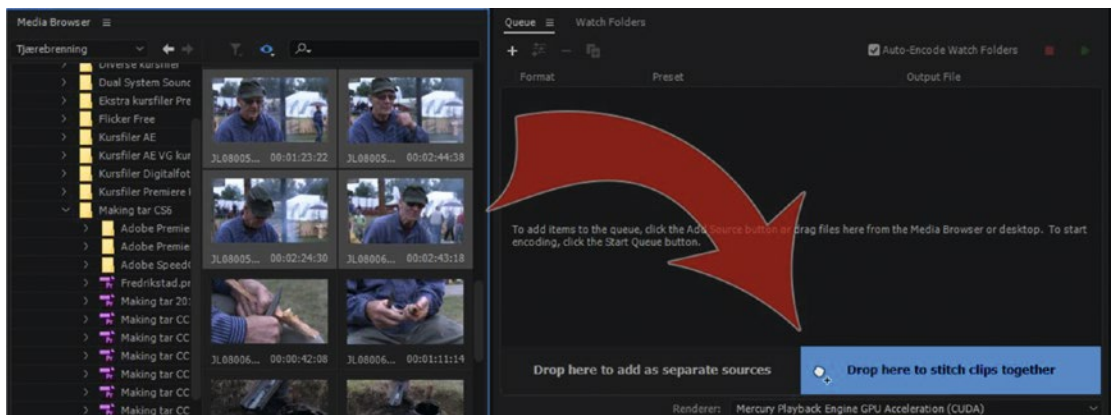 Media Browser
Tjærebrenning
Diverse kursfiler
Dual System Sound
Ekstra kursfiler Pre
Flicker Free
Kursfiler AE
Kursfiler AE VG kur
Kursfiler Digitalfot
Kursfiler Premiere
Making tar CS6
Adobe Premie
Adobe Premie
Adobe Speed
Fredrikstad.pr
Making tar 20
Making tar CC
Making tar CC
Making tar CC
Making tar CC
Making tar CC
JL08005... 00:01:23:22
JL08005... 00:02:44:38
JL08005... 00:02:24:30
JL08006... 00:02:43:18
JL08006... 00:00:42:08
JL08006... 00:01:11:14
Queue
Watch Folders
Auto-Encode Watch Folders
Format Preset Output File
To add items to the queue, click the Add Source button or drag files here from the Media Browser or desktop. To start
encoding, click the Start Queue button.
Drop here to add as separate sources
Drop here to stitch clips together
Renderer: Mercury Playback Engine GPU Acceleration (CUDA)